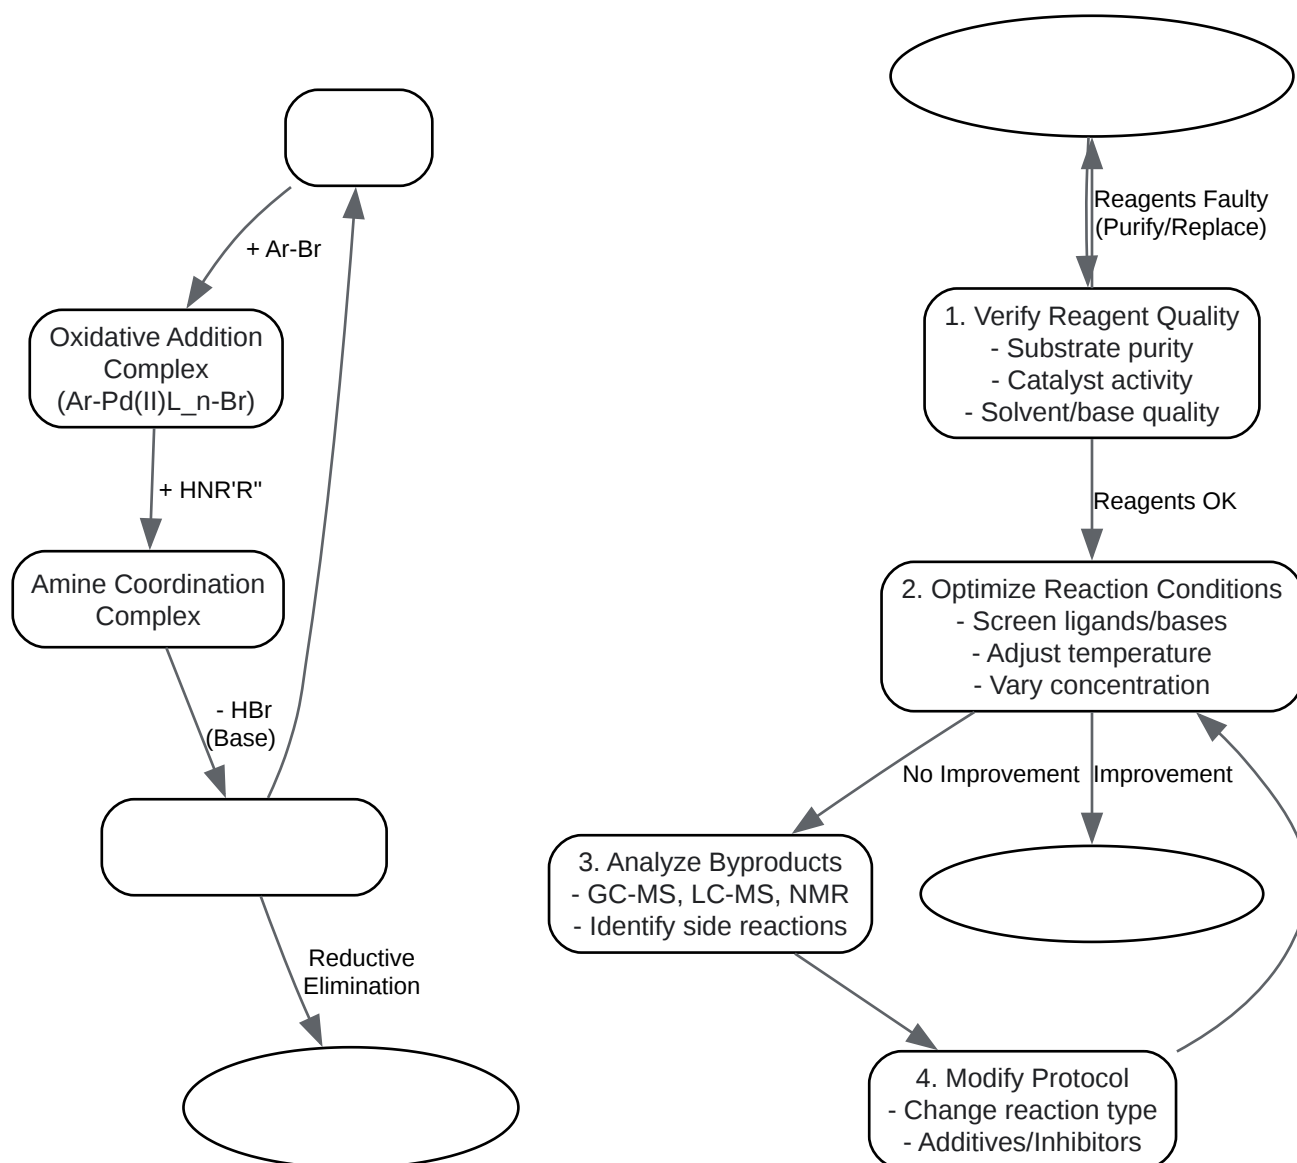 + Ar-Br
Oxidative Addition
Complex
(Ar-Pd(II)L_n-Br)
+ HNR'R"
Amine Coordination
Complex
- HBr
(Base)
Reductive
Elimination
Reagents Faulty
(Purify/Replace)
1. Verify Reagent Quality
- Substrate purity
- Catalyst activity
- Solvent/base quality
Reagents OK
2. Optimize Reaction Conditions
- Screen ligands/bases
- Adjust temperature
- Vary concentration
No Improvement
Improvement
3. Analyze Byproducts
- GC-MS, LC-MS, NMR
- Identify side reactions
4. Modify Protocol
- Change reaction type
- Additives/Inhibitors